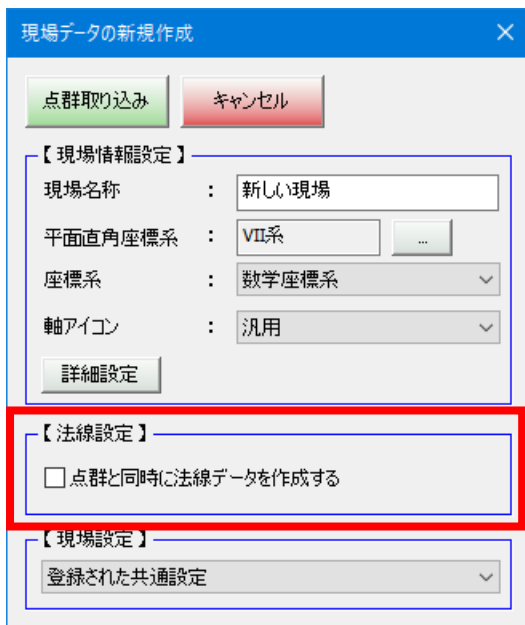 現場データの新規作成
点群取り込み キャンセル
【現場情報設定】
現場名称 : 新しい現場
平面直角座標系 : VII系 ...
座標系 : 数学座標系
軸アイコン : 汎用
詳細設定
【法線設定】
点群と同時に法線データを作成する
【現場設定】
登録された共通設定